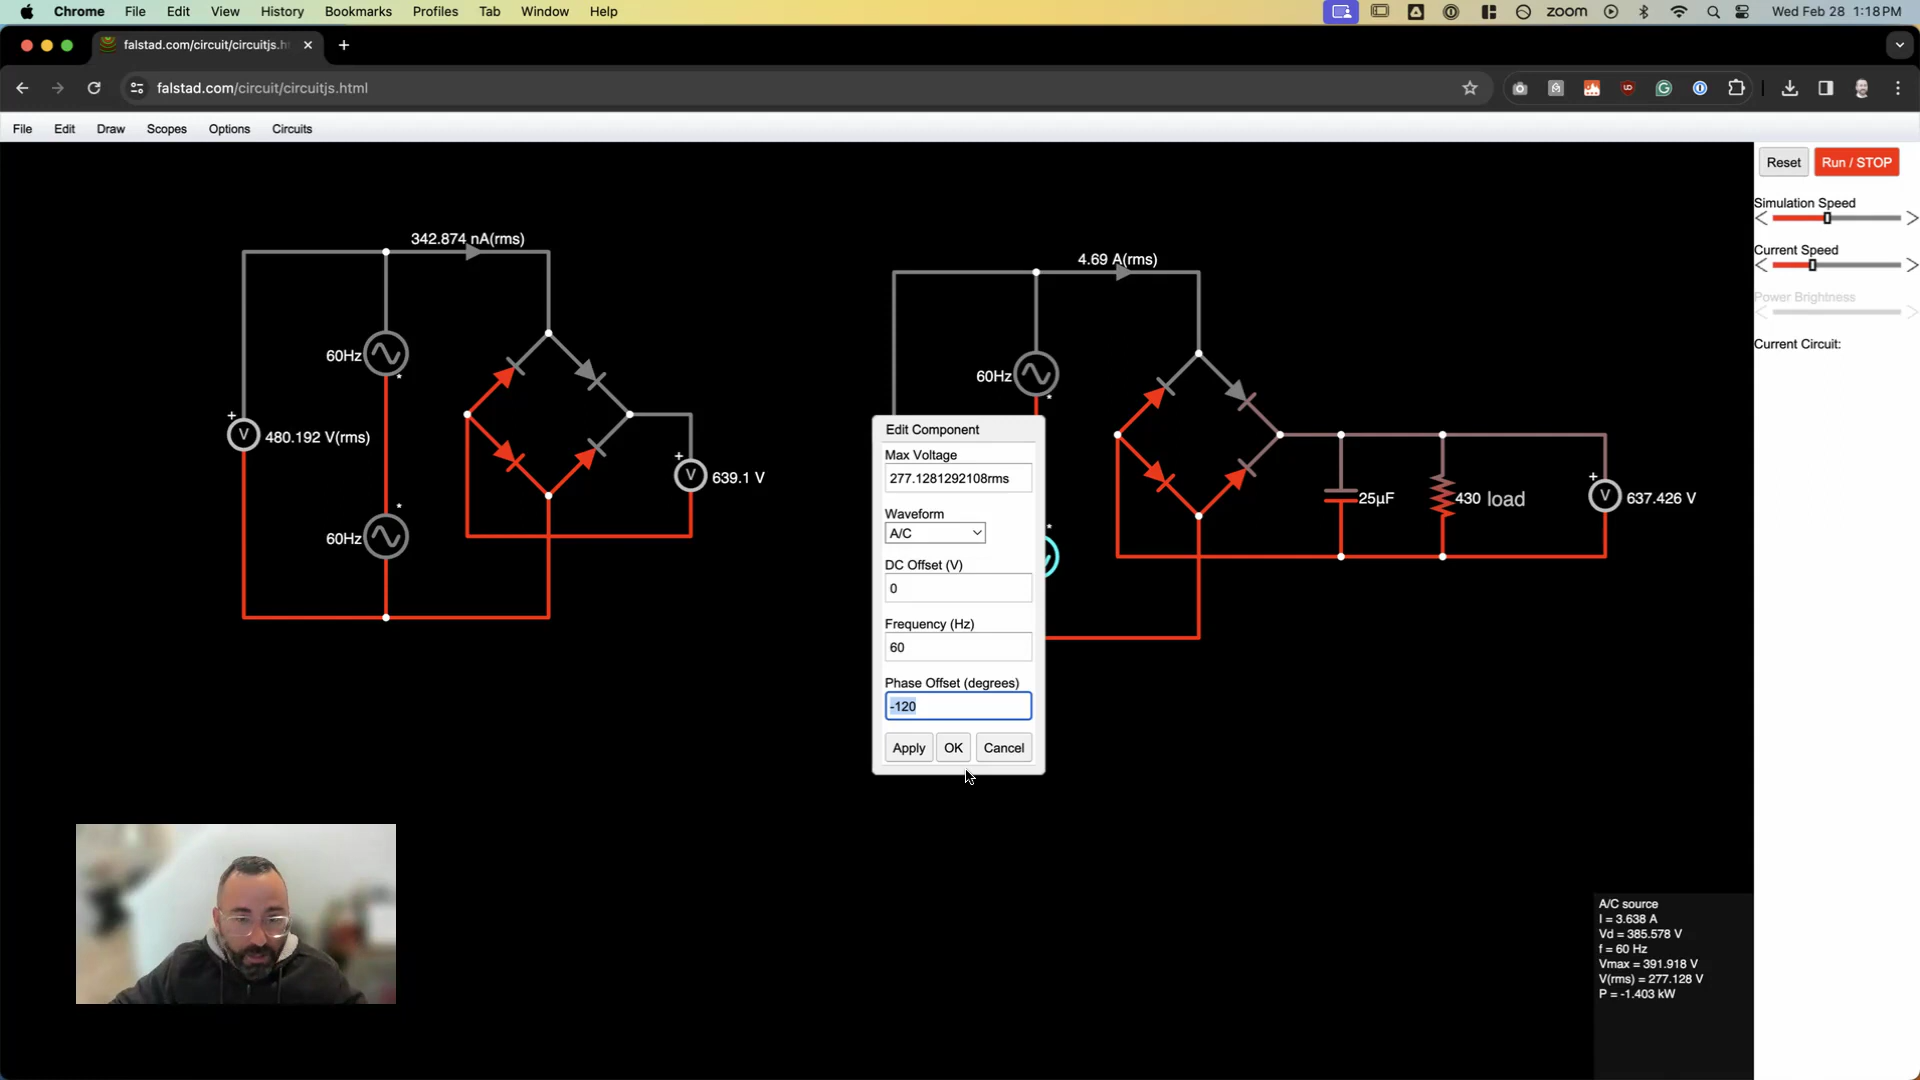 Chrome File Edit View History Bookmarks Profiles Tab Window Help zoom Wed Feb 28 1:18 PM
falstad.com/circuit/circuitjs.h
falstad.com/circuit/circuitjs.html
File Edit Draw Scopes Options Circuits
Reset Run / STOP
Simulation Speed
Current Speed
Power Brightness
Current Circuit:
342.874 nA(rms)
60Hz
+
V 480.192 V(rms)
*
*
60Hz
+
V 639.1 V
4.69 A(rms)
60Hz
*
*
25µF
430 load
+
V 637.426 V
Edit Component
Max Voltage
277.1281292108rms
Waveform
A/C
DC Offset (V)
0
Frequency (Hz)
60
Phase Offset (degrees)
-120
Apply OK Cancel
A/C source
I = 3.638 A
Vd = 385.578 V
f = 60 Hz
Vmax = 391.918 V
V(rms) = 277.128 V
P = -1.403 kW